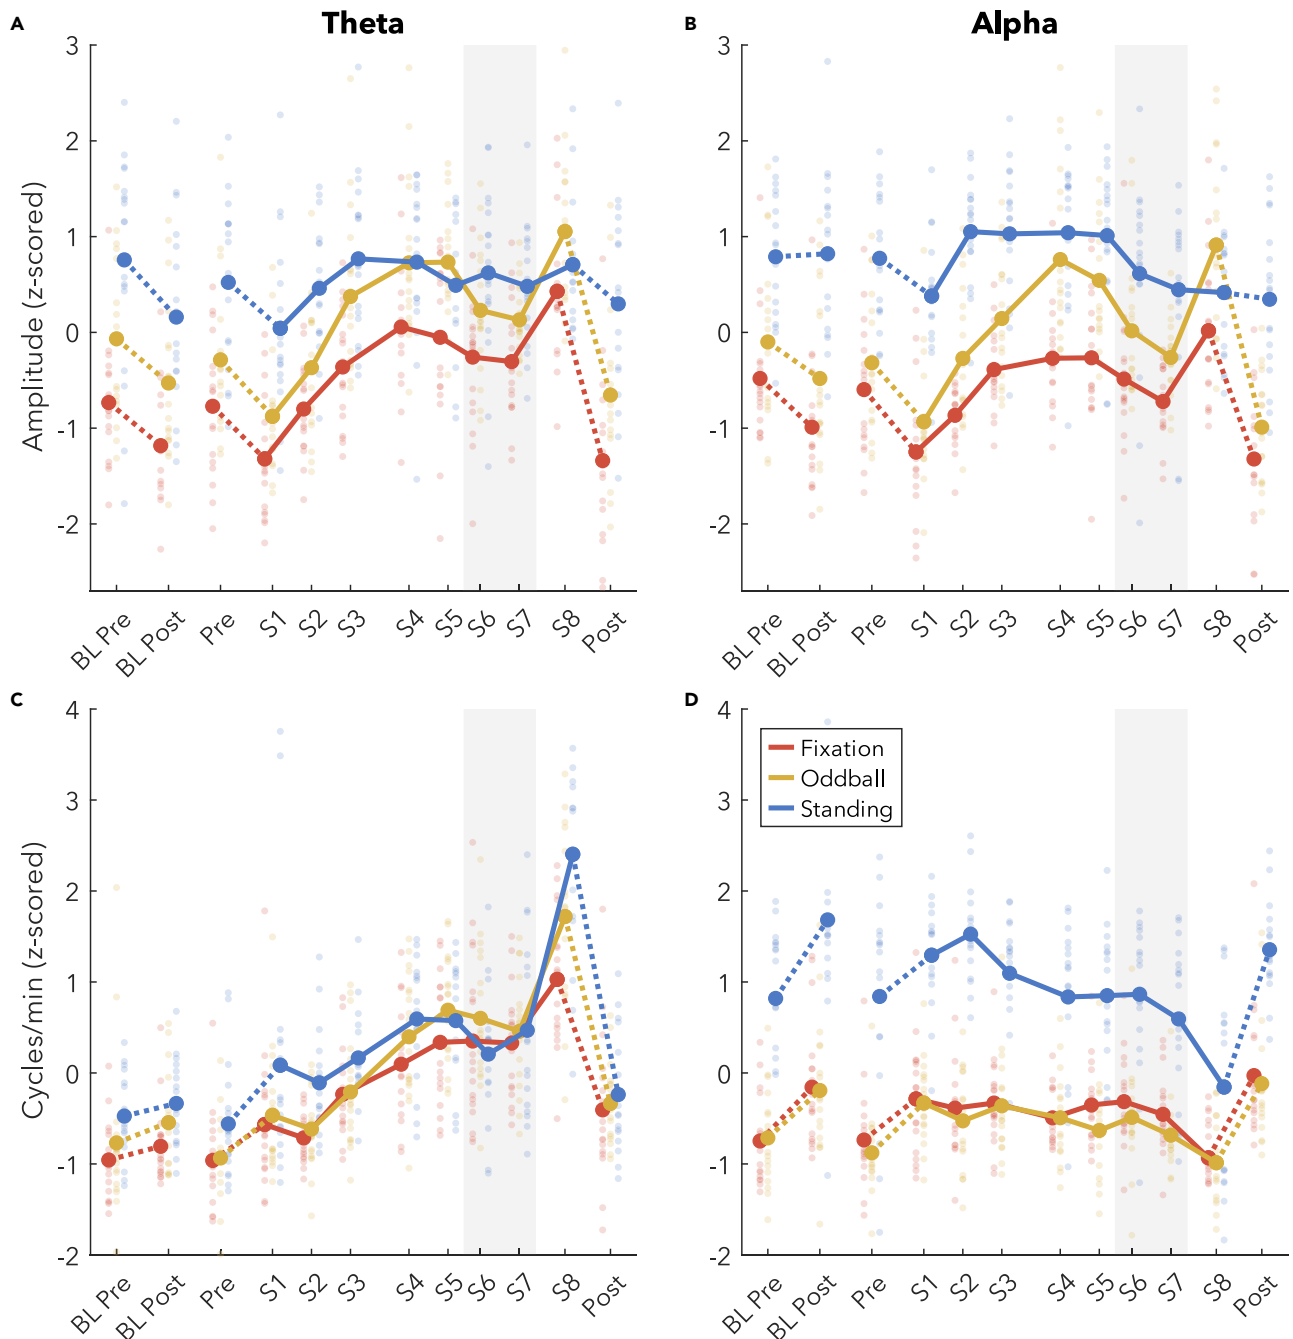 A
Theta
B
Alpha
Amplitude (z-scored)
3
2
1
0
-1
-2
BL Pre
BL Post
Pre
S1
S2
S3
S4
S5
S6
S7
S8
Post
BL Pre
BL Post
Pre
S1
S2
S3
S4
S5
S6
S7
S8
Post
3
2
1
0
-1
-2
C
D
Cycles/min (z-scored)
4
3
2
1
0
-1
-2
BL Pre
BL Post
Pre
S1
S2
S3
S4
S5
S6
S7
S8
Post
4
3
2
1
0
-1
-2
Fixation
Oddball
Standing
BL Pre
BL Post
Pre
S1
S2
S3
S4
S5
S6
S7
S8
Post